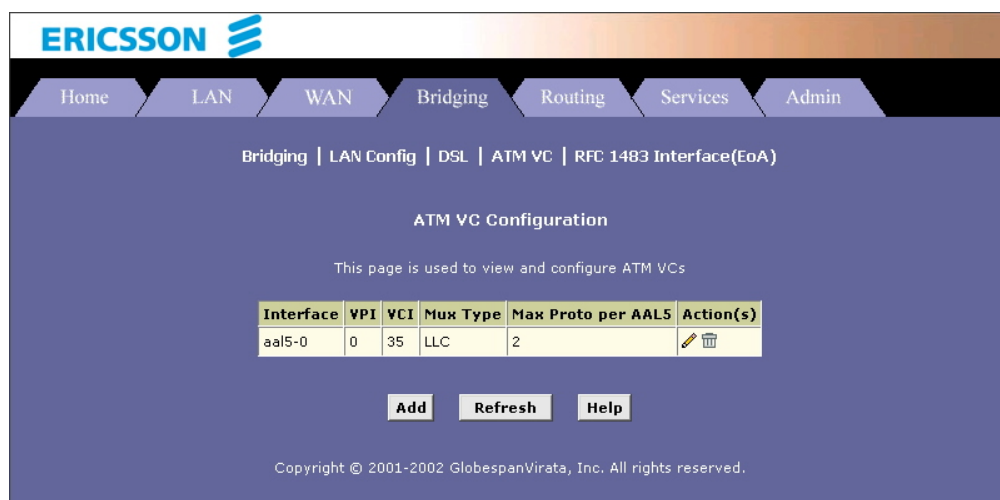 ERICSSON
Home LAN WAN Bridging Routing Services Admin
Bridging | LAN Config | DSL | ATM VC | RFC 1483 Interface(EoA)
ATM VC Configuration
This page is used to view and configure ATM VCs
Interface VPI VCI Mux Type Max Proto per AAL5 Action(s)
aal5-0 0 35 LLC 2
Add Refresh Help
Copyright © 2001-2002 GlobespanVirata, Inc. All rights reserved.